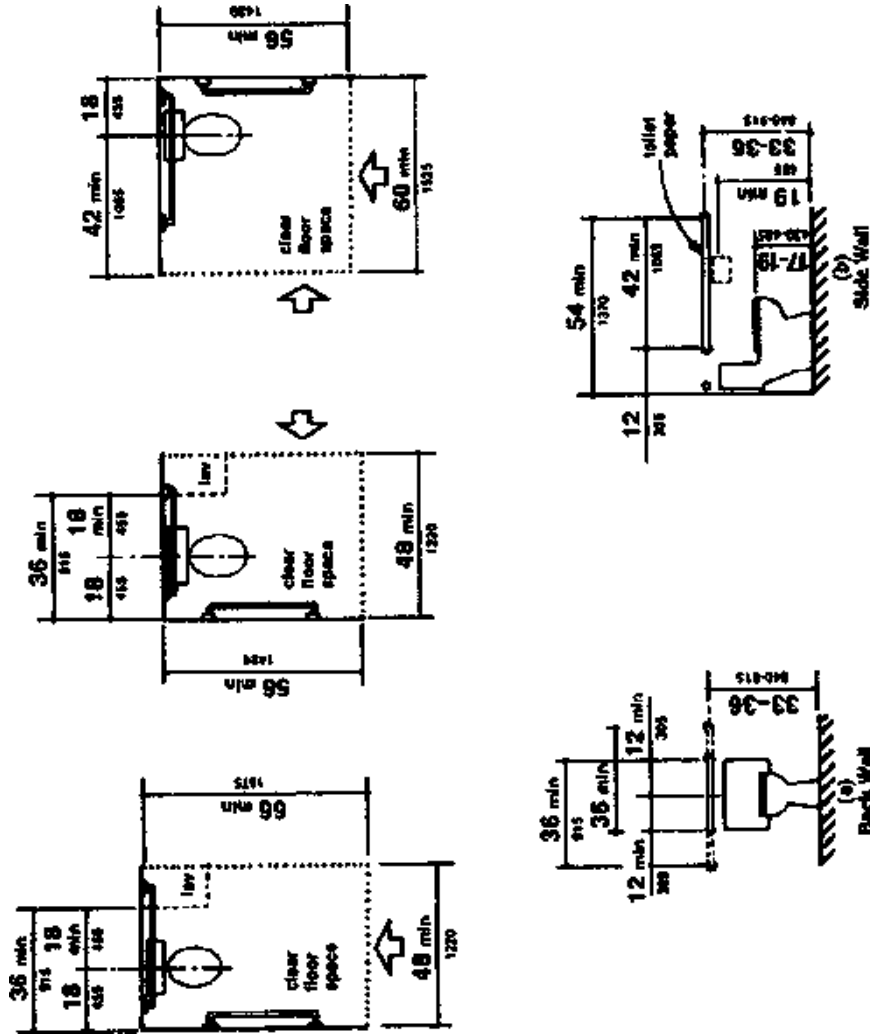 42 min
1065
18
455
56 min
1420
clear
floor
space
60 min
1525
36 min
915
18
455
18
min
455
lav
clear
floor
space
56 min
1420
48 min
1220
36 min
915
18
455
18
min
455
lav
clear
floor
space
66 min
1675
48 min
1220
54 min
1370
12
305
42 min
toilet
paper
33-36
840-915
19 min
485
17-19
430-485
(b)
Side Wall
36 min
915
36 min
12 min
12 min
305
33-36
840-915
(a)
Back Wall